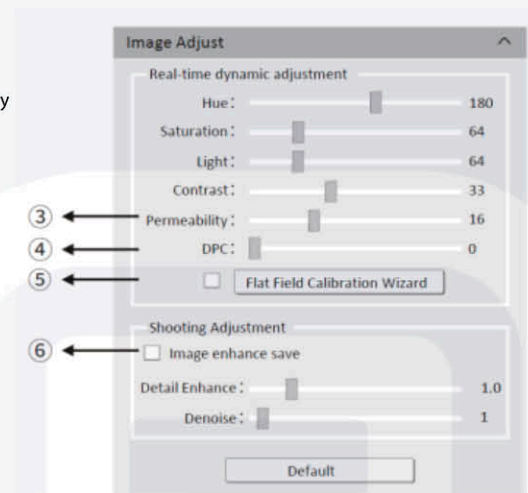 Image Adjust
y
Real-time dynamic adjustment
Hue: 180
Saturation: 64
Light: 64
Contrast: 33
③ Permeability: 16
④ DPC: 0
⑤ Flat Field Calibration Wizard
Shooting Adjustment
⑥ Image enhance save
Detail Enhance: 1.0
Denoise: 1
Default